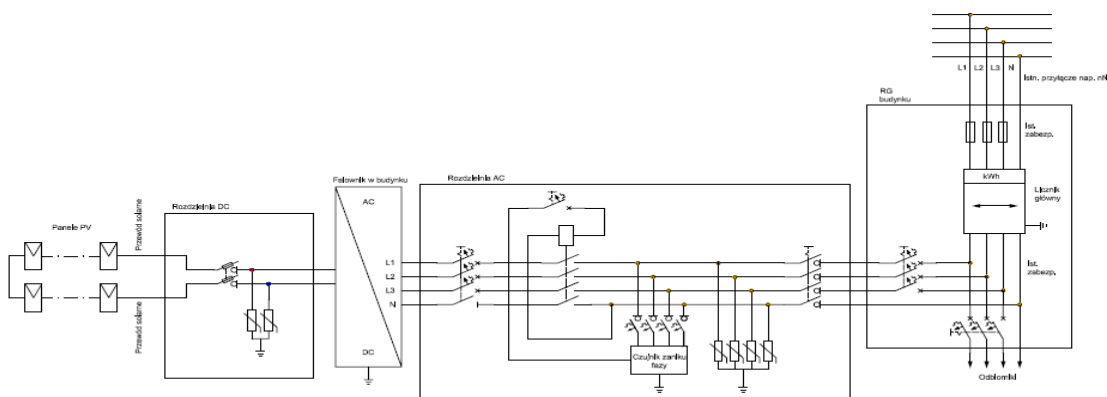 L1
L2
L3
N
Istn. przyłącze nap. nN
RG
budynku
Ist.
zabezp.
kWh
Licznik
główny
Ist.
zabezp.
Odbiorniki
Falownik w budynku
AC
DC
L1
L2
L3
N
Rozdzielnia AC
Czujnik zaniku
fazy
Rozdzielnia DC
Panele PV
Przewód solarne
Przewód solarne